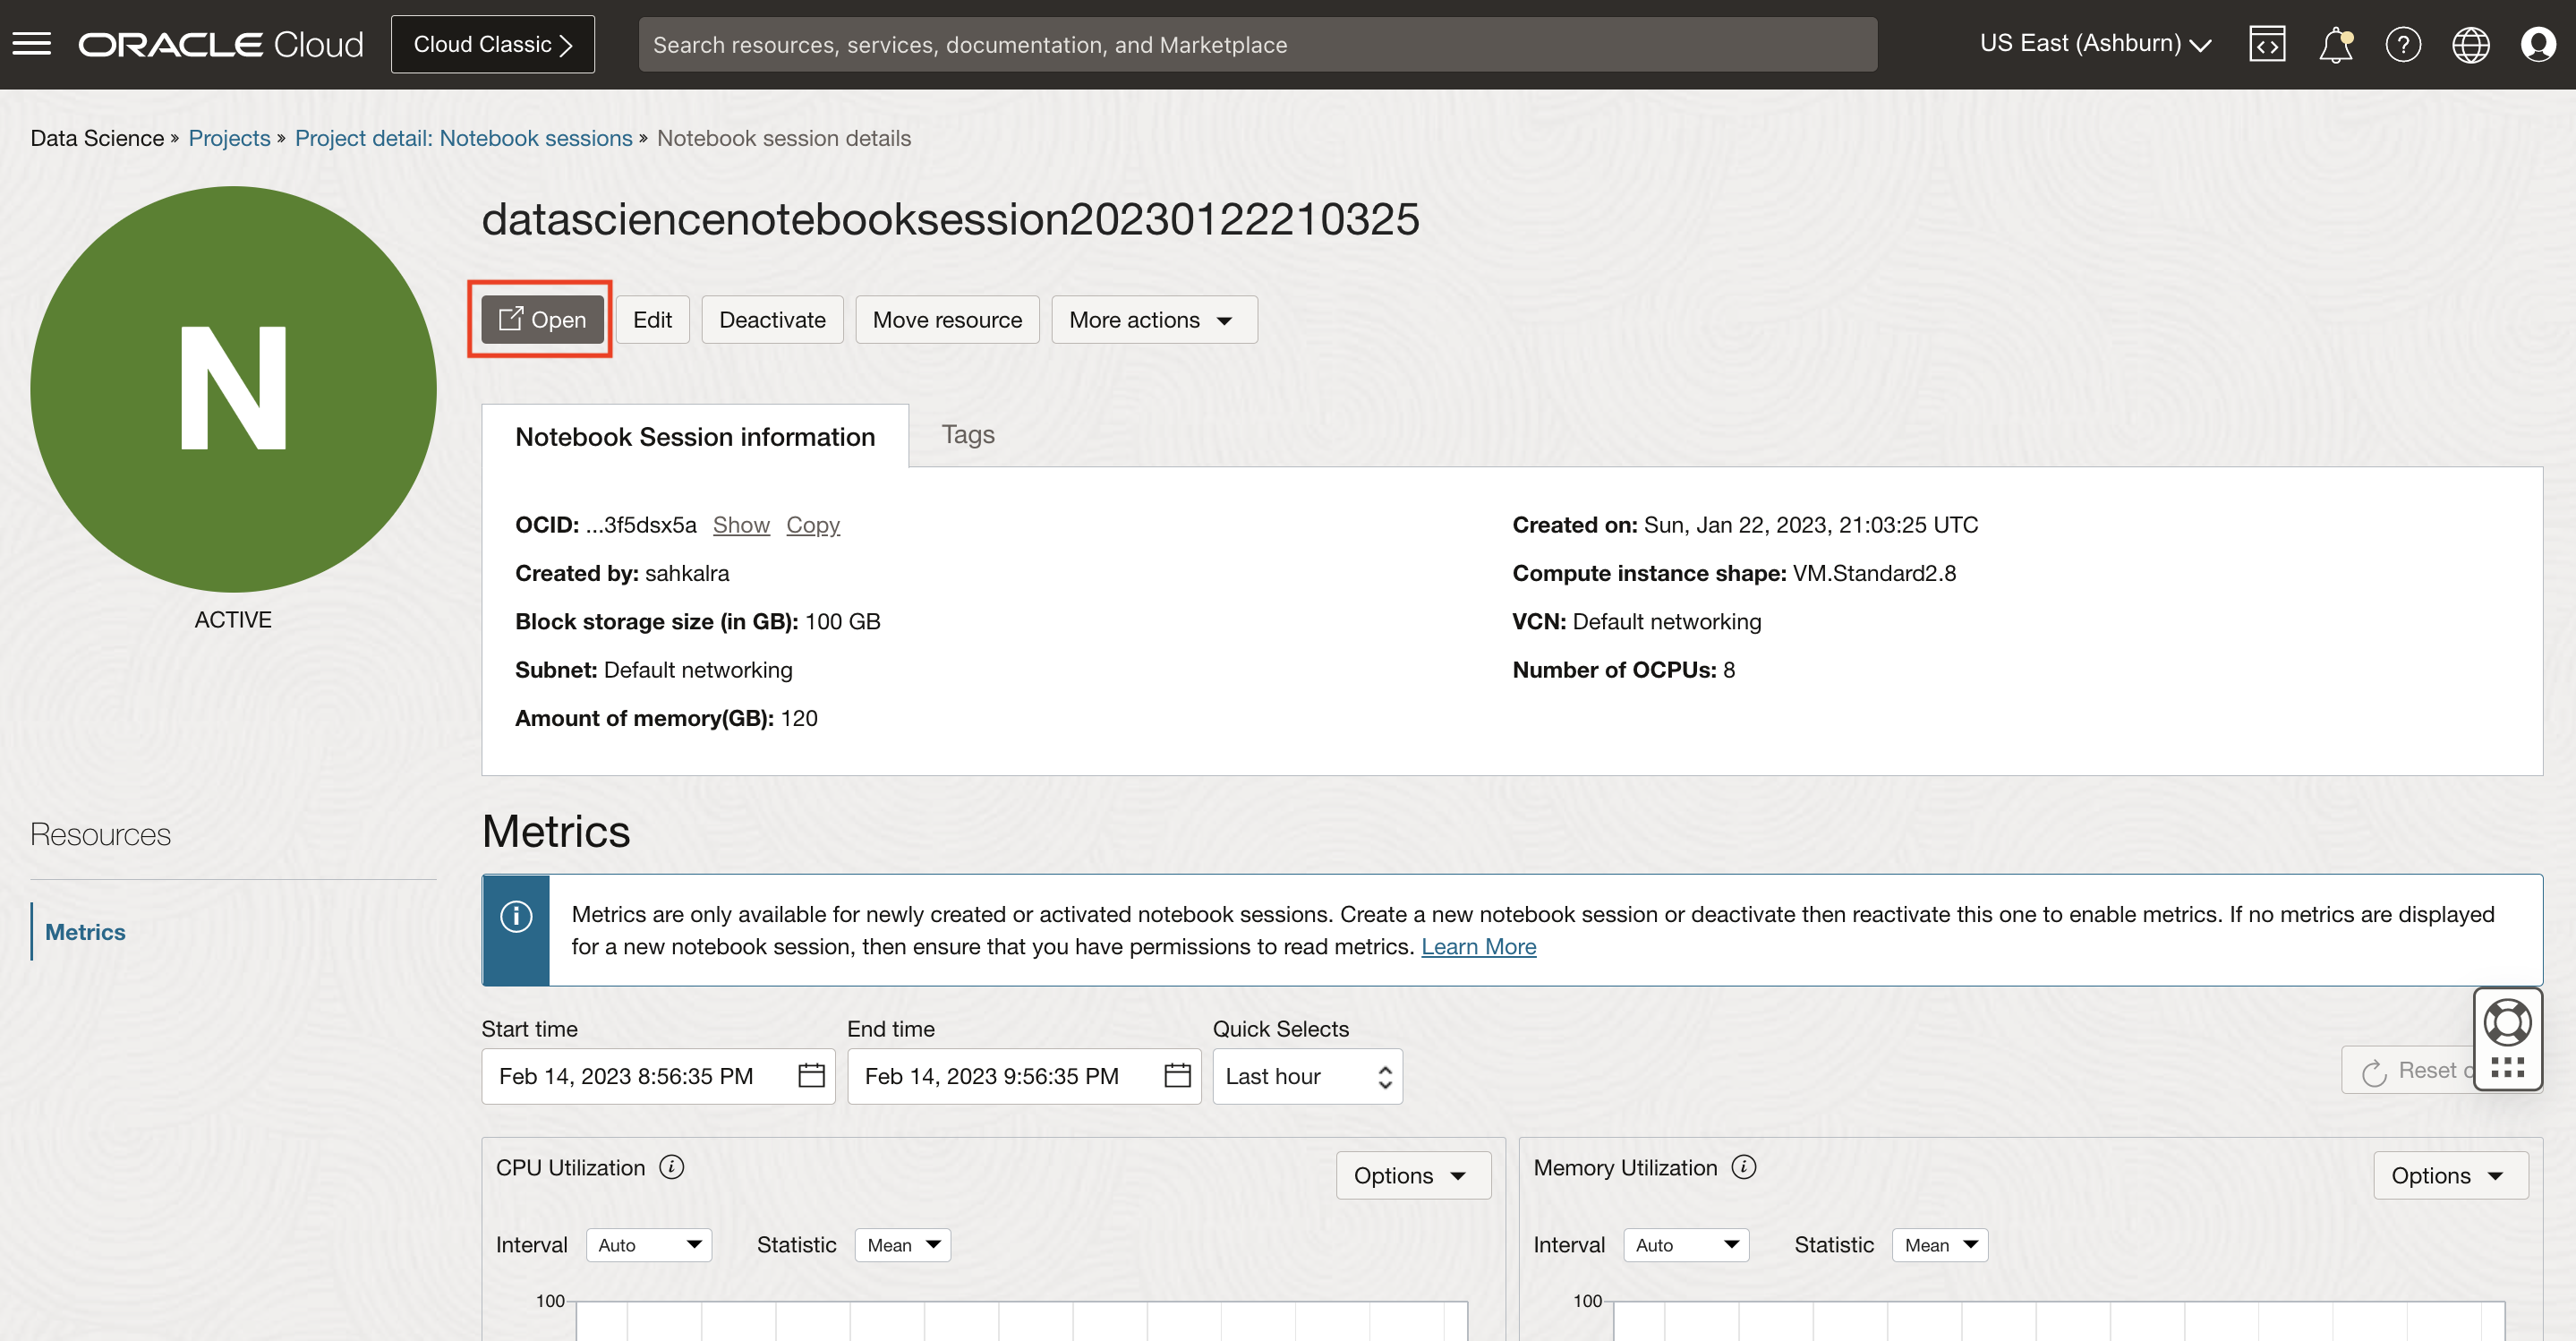 ORACLE Cloud
Cloud Classic
Search resources, services, documentation, and Marketplace
US East (Ashburn)
Data Science » Projects » Project detail: Notebook sessions » Notebook session details
N
ACTIVE
datasciencenotebooksession20230122210325
Open Edit Deactivate Move resource More actions
Notebook Session information Tags
OCID: ...3f5dsx5a Show Copy
Created on: Sun, Jan 22, 2023, 21:03:25 UTC
Created by: sahkalra
Compute instance shape: VM.Standard2.8
Block storage size (in GB): 100 GB
VCN: Default networking
Subnet: Default networking
Number of OCPUs: 8
Amount of memory(GB): 120
Resources
Metrics
Metrics
Metrics are only available for newly created or activated notebook sessions. Create a new notebook session or deactivate then reactivate this one to enable metrics. If no metrics are displayed
for a new notebook session, then ensure that you have permissions to read metrics. Learn More
Start time End time Quick Selects
Feb 14, 2023 8:56:35 PM Feb 14, 2023 9:56:35 PM Last hour
Reset
CPU Utilization
Options
Interval Auto Statistic Mean
100
Memory Utilization
Options
Interval Auto Statistic Mean
100